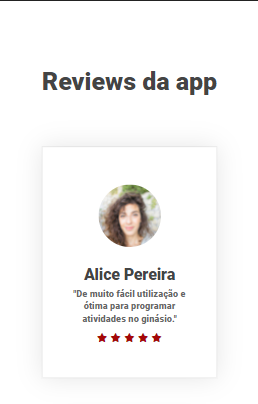 Reviews da app
Alice Pereira
"De muito fácil utilização e
ótima para programar
atividades no ginásio."